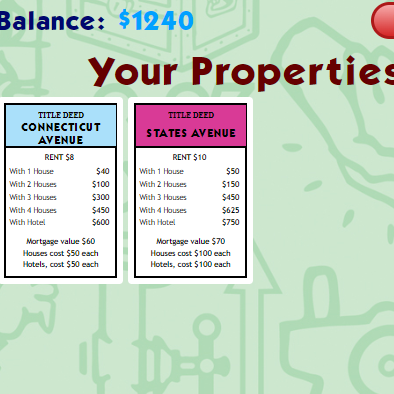 Balance: $1240
Your Properties
TITLE DEED
CONNECTICUT
AVENUE
RENT $8
With 1 House $40
With 2 Houses $100
With 3 Houses $300
With 4 Houses $450
With Hotel $600
Mortgage value $60
Houses cost $50 each
Hotels, cost $50 each
TITLE DEED
STATES AVENUE
RENT $10
With 1 House $50
With 2 Houses $150
With 3 Houses $450
With 4 Houses $625
With Hotel $750
Mortgage value $70
Houses cost $100 each
Hotels, cost $100 each